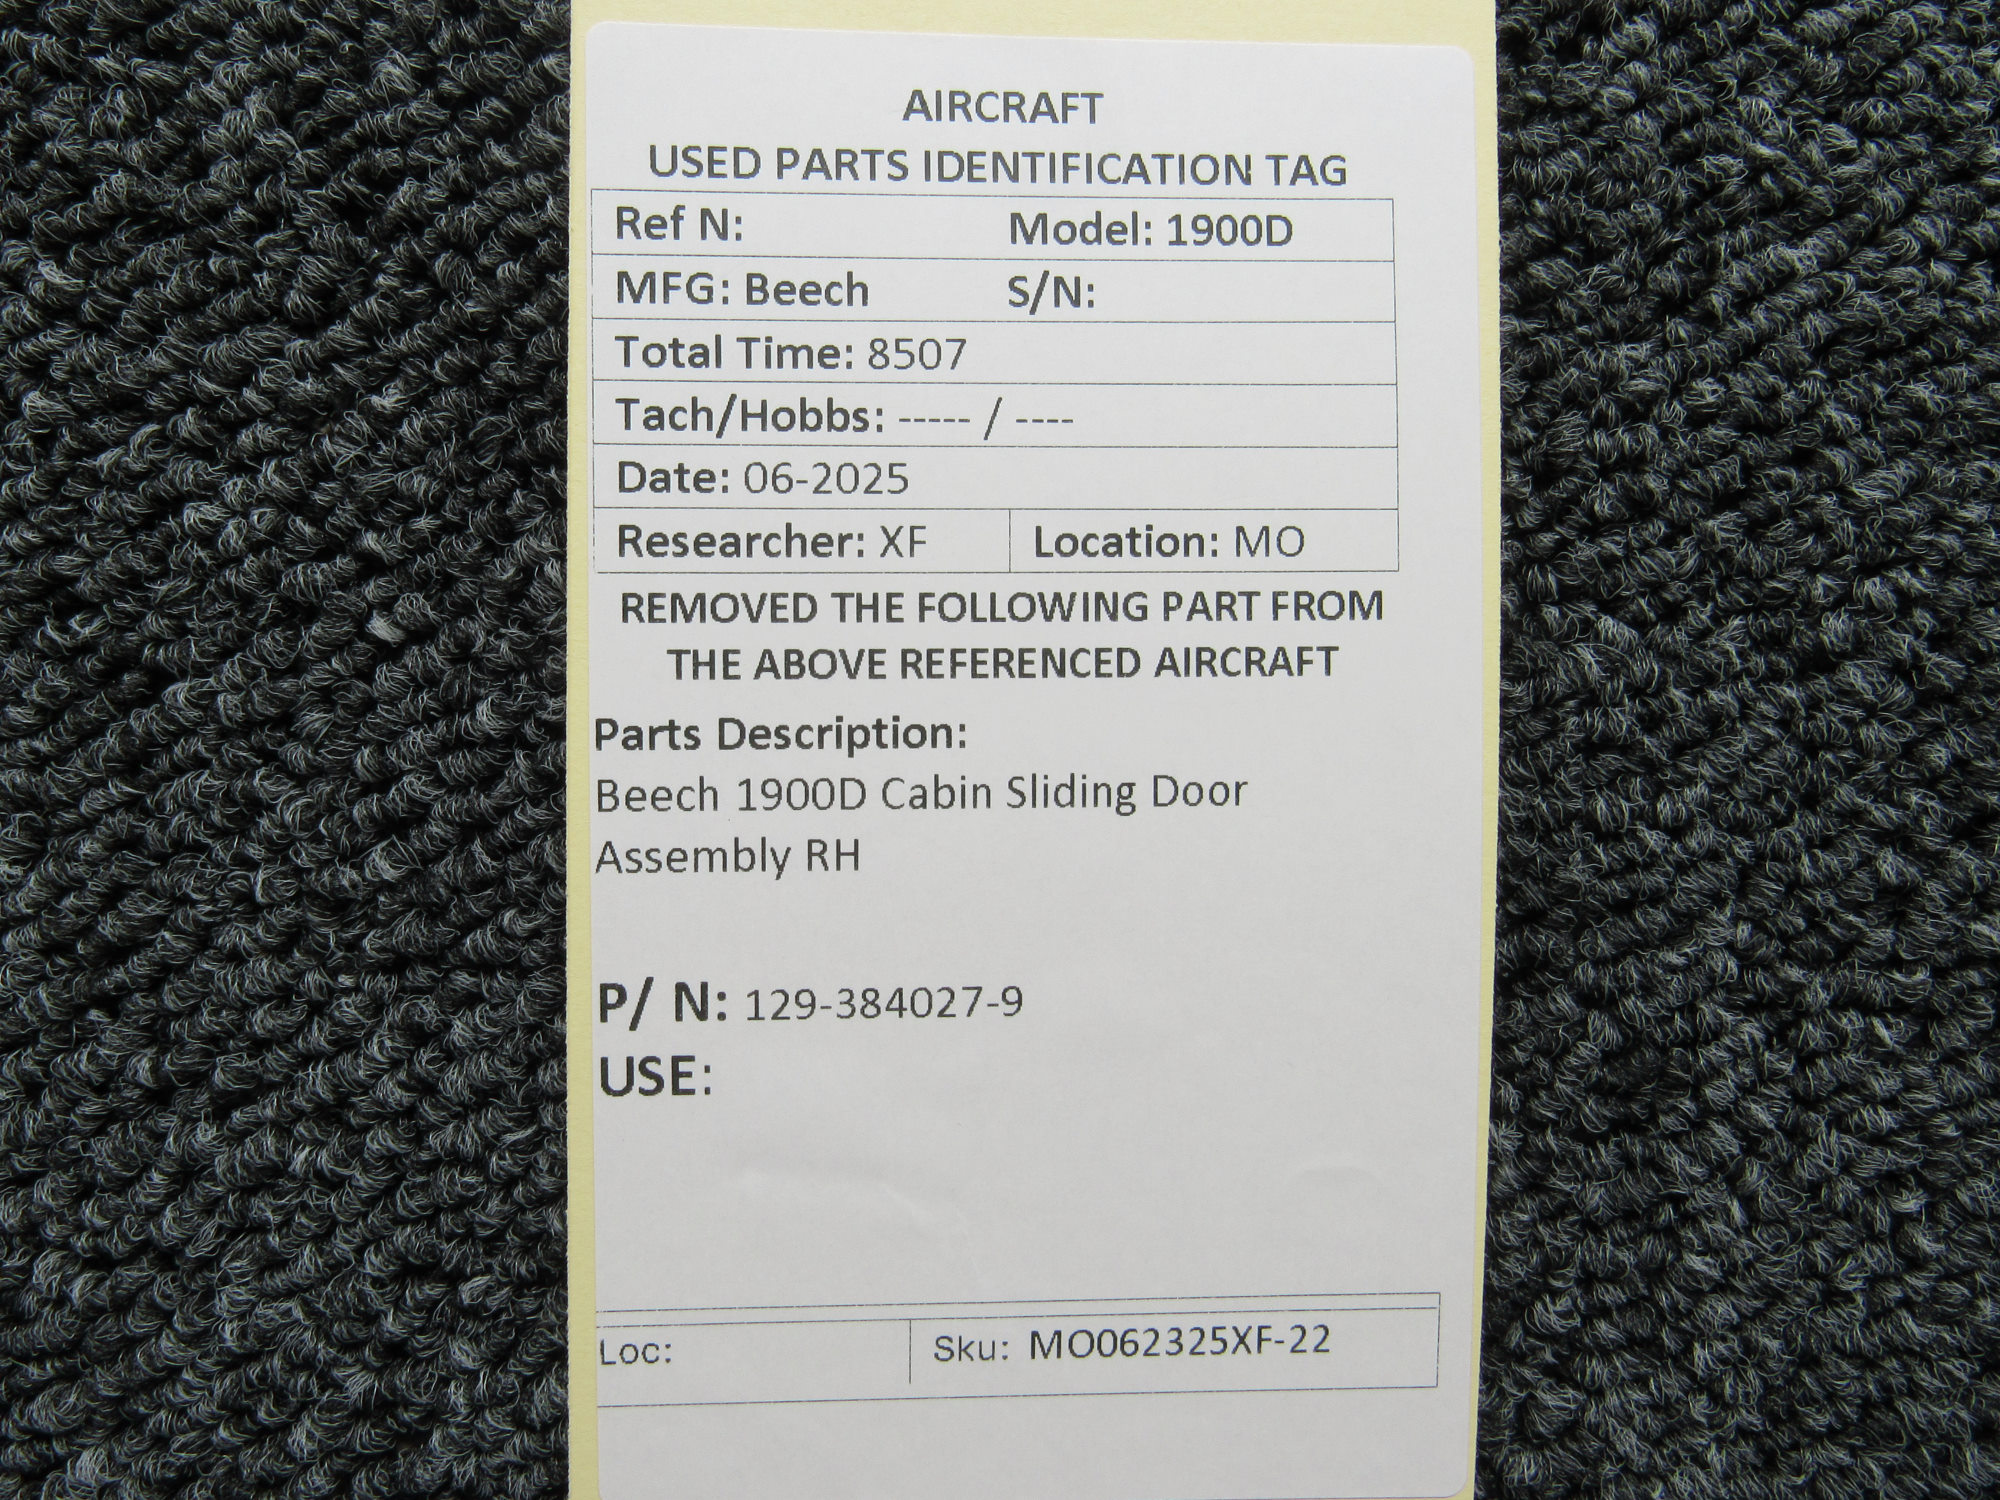 AIRCRAFT
USED PARTS IDENTIFICATION TAG
Ref N: Model: 1900D
MFG: Beech S/N:
Total Time: 8507
Tach/Hobbs: ----- / ----
Date: 06-2025
Researcher: XF Location: MO
REMOVED THE FOLLOWING PART FROM
THE ABOVE REFERENCED AIRCRAFT
Parts Description:
Beech 1900D Cabin Sliding Door
Assembly RH
P/ N: 129-384027-9
USE:
Loc: Sku: MO062325XF-22